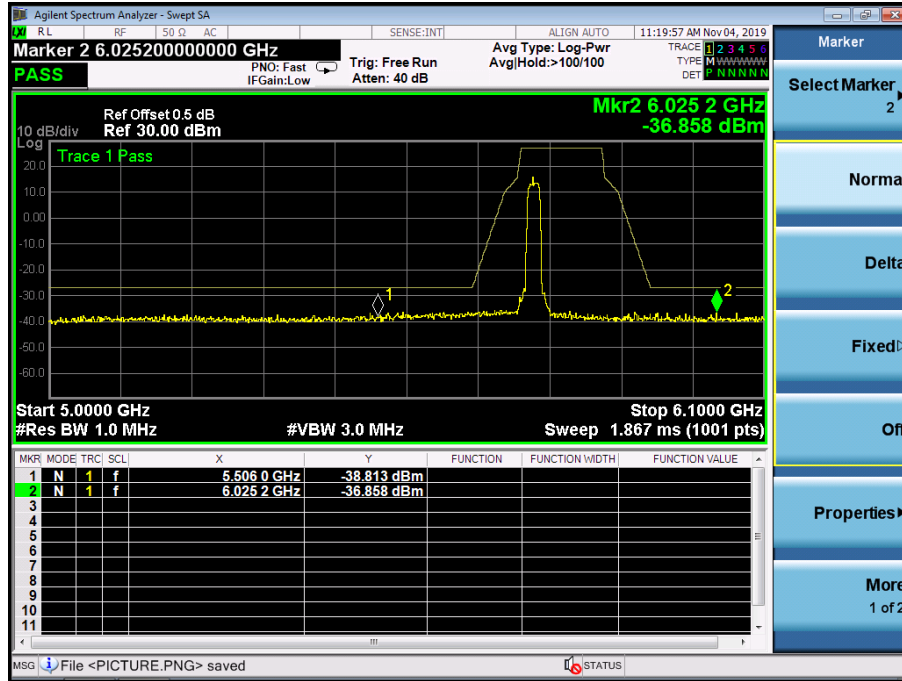 Agilent Spectrum Analyzer - Swept SA
LXI RL RF 50 Ω AC SENSE:INT ALIGN AUTO 11:19:57 AM Nov 04, 2019
Marker 2 6.025200000000 GHz
PASS
PNO: Fast
IFGain:Low
Trig: Free Run
Atten: 40 dB
Avg Type: Log-Pwr
Avg|Hold:>100/100
TRACE 1 2 3 4 5 6
TYPE M W W W W W
DET P N N N N N
Ref Offset 0.5 dB
10 dB/div Ref 30.00 dBm
Log
Mkr2 6.025 2 GHz
-36.858 dBm
Trace 1 Pass
20.0
10.0
0.00
-10.0
-20.0
-30.0
-40.0
-50.0
-60.0
1
2
Start 5.0000 GHz Stop 6.1000 GHz
#Res BW 1.0 MHz #VBW 3.0 MHz Sweep 1.867 ms (1001 pts)
MKR MODE TRC SCL X Y FUNCTION FUNCTION WIDTH FUNCTION VALUE
1 N 1 f 5.506 0 GHz -38.813 dBm
2 N 1 f 6.025 2 GHz -36.858 dBm
3
4
5
6
7
8
9
10
11
MSG File <PICTURE.PNG> saved STATUS
Marker
Select Marker
2
Norma
Delta
Fixed
Of
Properties
More
1 of 2